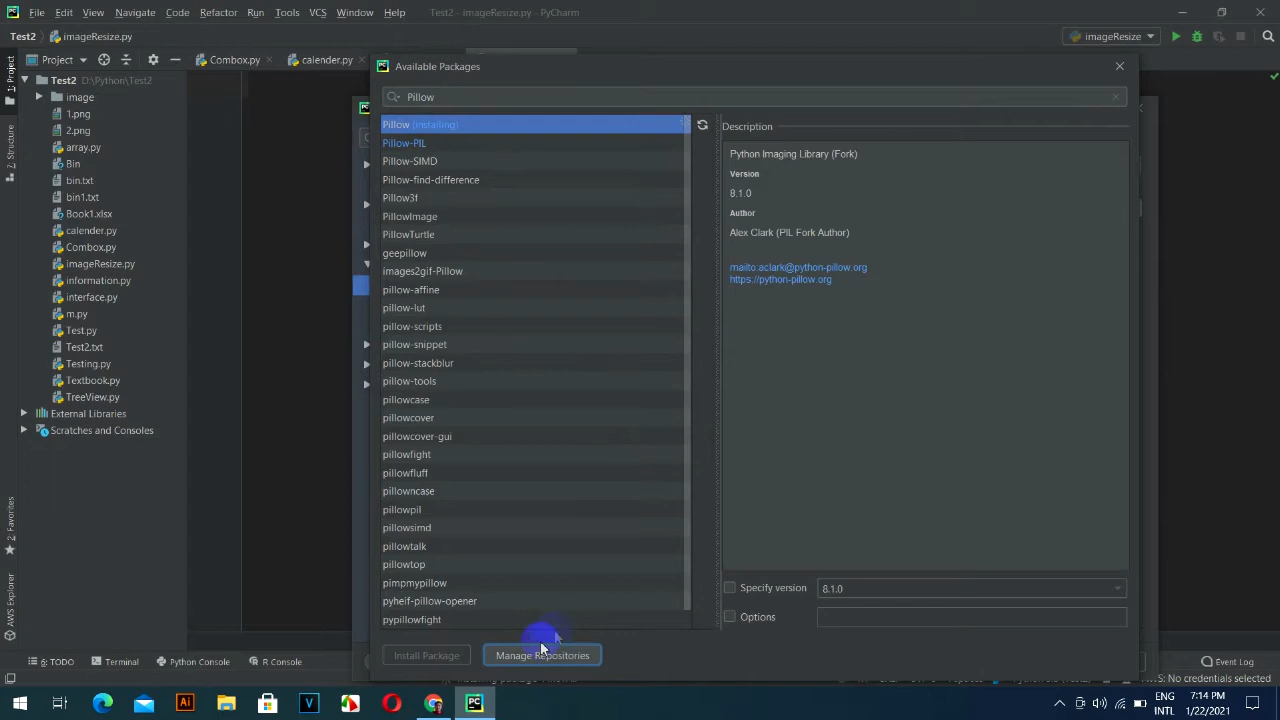 File Edit View Navigate Code Refactor Run Tools VCS Window Help Test2 - imageResize.py - PyCharm
Test2 imageResize.py imageResize
Project Combox.py calender.py
Available Packages
Pillow
1: Project
Z: Structure
2: Favorites
AWS Explorer
Test2 D:\Python\Test2
image
1.png
2.png
array.py
Bin
bin.txt
bin1.txt
Book1.xlsx
calender.py
Combox.py
imageResize.py
information.py
interface.py
m.py
Test.py
Test2.txt
Testing.py
Textbook.py
TreeView.py
External Libraries
Scratches and Consoles
Pillow (installing)
Pillow-PIL
Pillow-SIMD
Pillow-find-difference
Pillow3f
PillowImage
PillowTurtle
geepillow
images2gif-Pillow
pillow-affine
pillow-lut
pillow-scripts
pillow-snippet
pillow-stackblur
pillow-tools
pillowcase
pillowcover
pillowcover-gui
pillowfight
pillowfluff
pillowncase
pillowpil
pillowsimd
pillowtalk
pillowtop
pimpmypillow
pyheif-pillow-opener
pypillowfight
Description
Python Imaging Library (Fork)
Version
8.1.0
Author
Alex Clark (PIL Fork Author)
mailto:aclark@python-pillow.org
https://python-pillow.org
Specify version 8.1.0
Options
Install Package Manage Repositories
TODO Terminal Python Console R Console Event Log
No credentials selected
ENG 7:14 PM
INTL 1/22/2021